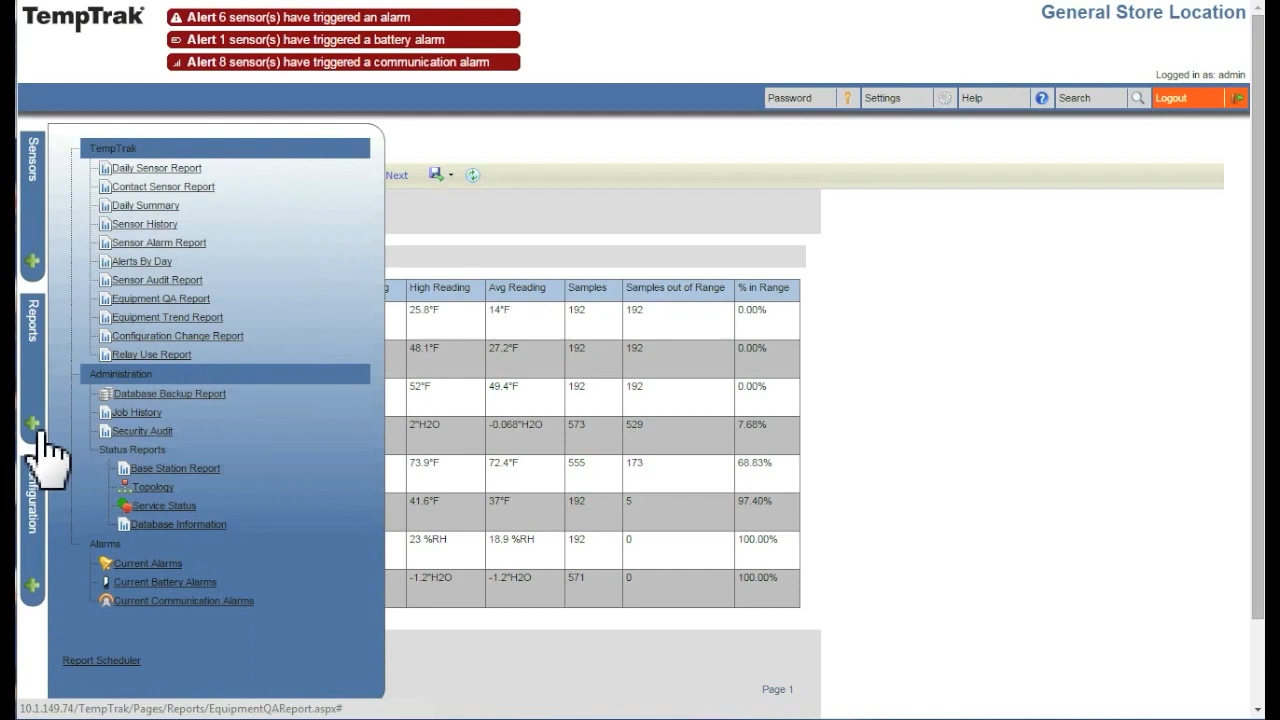 TempTrak
Alert 6 sensor(s) have triggered an alarm
Alert 1 sensor(s) have triggered a battery alarm
Alert 8 sensor(s) have triggered a communication alarm
General Store Location
Logged in as: admin
Password Settings Help Search Logout
Sensors
Reports
TempTrak
Daily Sensor Report
Contact Sensor Report
Daily Summary
Sensor History
Sensor Alarm Report
Alerts By Day
Sensor Audit Report
Equipment QA Report
Equipment Trend Report
Configuration Change Report
Relay Use Report
Administration
Database Backup Report
Job History
Security Audit
Status Reports
Base Station Report
Topology
Service Status
Database Information
Alarms
Current Alarms
Current Battery Alarms
Current Communication Alarms
Report Scheduler
Next
g High Reading Avg Reading Samples Samples out of Range % in Range
25.8°F 14°F 192 192 0.00%
48.1°F 27.2°F 192 192 0.00%
52°F 49.4°F 192 192 0.00%
2"H2O -0.068"H2O 573 529 7.68%
73.9°F 72.4°F 555 173 68.83%
41.6°F 37°F 192 5 97.40%
23 %RH 18.9 %RH 192 0 100.00%
-1.2"H2O -1.2"H2O 571 0 100.00%
Page 1
10.1.149.74/TempTrak/Pages/Reports/EquipmentQAReport.aspx#